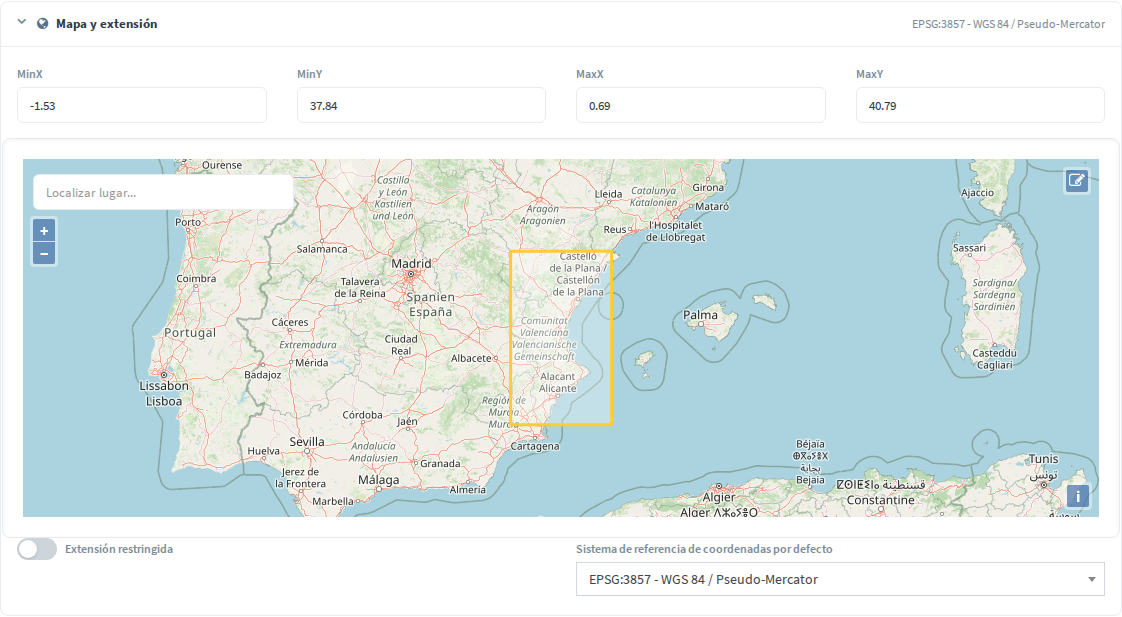 Mapa y extensión
EPSG:3857 - WGS 84 / Pseudo-Mercator
MinX
MinY
MaxX
MaxY
-1.53
37.84
0.69
40.79
Localizar lugar...
+
−
Ourense
Castilla
y León
Kastilien
und León
Lleida
Catalunya
Katalonien
Girona
Mataró
Aragón
Aragonien
Reus
l'Hospitalet
de Llobregat
Porto
Salamanca
Madrid
Castelló
de la Plana /
Castellón
de la Plana
Coimbra
Talavera
de la Reina
Spanien
España
Portugal
Cáceres
Extremadura
Ciudad
Real
Comunitat
Valenciana
Valencianische
Gemeinschaft
Palma
Mérida
Badajoz
Albacete
Lissabon
Lisboa
Alacant
Alicante
Región de
Murcia
Murcia
Córdoba
Jaén
Huelva
Sevilla
Andalucía
Andalusien
Cartagena
Jerez de
la Frontera
Málaga
Granada
Almería
Marbella
Ajaccio
Sassari
Sardigna/
Sardegna
Sardinien
Casteddu
Cagliari
Béjaïa
ⴱⴳⴰⵢⴻⵜ
بجاية
Bejaia
Algier
Alger
قسنطينة
Constantine
Tunis
تونس
i
Extensión restringida
Sistema de referencia de coordenadas por defecto
EPSG:3857 - WGS 84 / Pseudo-Mercator